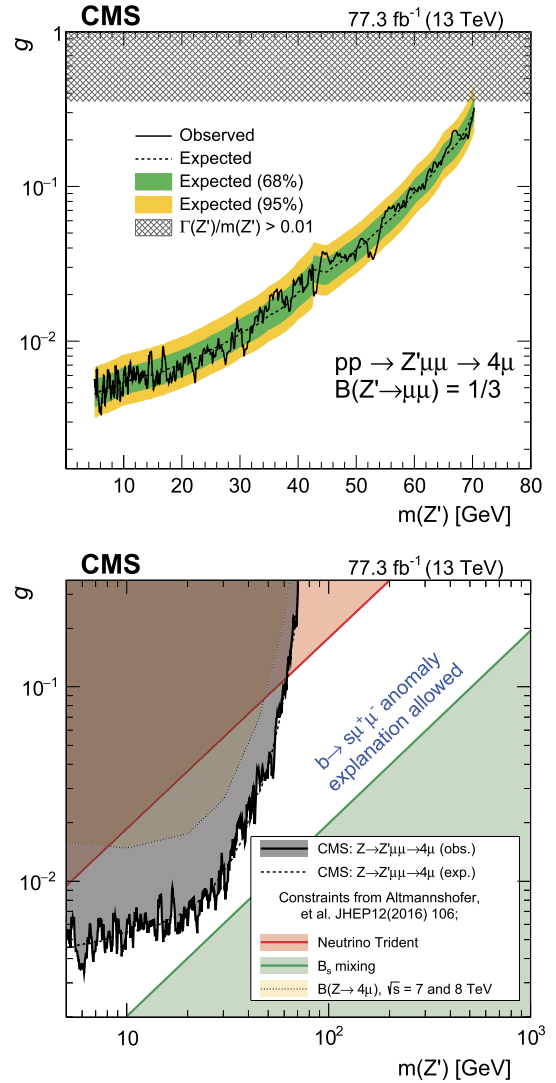 CMS 77.3 fb⁻¹ (13 TeV)
g
1
Observed
Expected
Expected (68%)
Expected (95%)
Γ(Z')/m(Z') > 0.01
10⁻¹
10⁻²
pp → Z'μμ → 4μ
B(Z'→μμ) = 1/3
10 20 30 40 50 60 70 80
m(Z') [GeV]
CMS 77.3 fb⁻¹ (13 TeV)
g
10⁻¹
b→ sμ⁺μ⁻ anomaly
explanation allowed
10⁻²
CMS: Z→Z'μμ→4μ (obs.)
CMS: Z→Z'μμ→4μ (exp.)
Constraints from Altmannshofer,
et al. JHEP12(2016) 106;
Neutrino Trident
Bₛ mixing
B(Z→ 4μ), √s = 7 and 8 TeV
10 10² 10³
m(Z') [GeV]